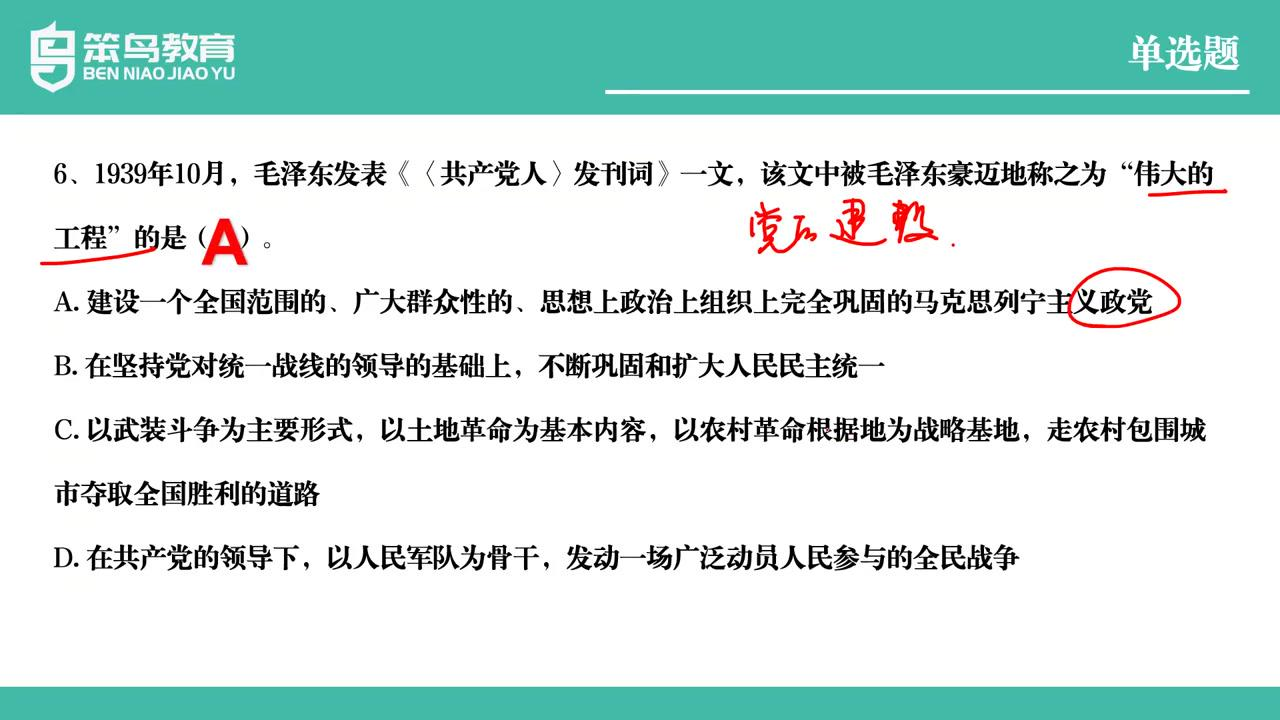 笨鸟教育
BEN NIAO JIAO YU
单选题
6、1939年10月，毛泽东发表《〈共产党人〉发刊词》一文，该文中被毛泽东豪迈地称之为“伟大的
工程”的是（A）。
党的建设.
A. 建设一个全国范围的、广大群众性的、思想上政治上组织上完全巩固的马克思列宁主义政党
B. 在坚持党对统一战线的领导的基础上，不断巩固和扩大人民民主统一
C. 以武装斗争为主要形式，以土地革命为基本内容，以农村革命根据地为战略基地，走农村包围城
市夺取全国胜利的道路
D. 在共产党的领导下，以人民军队为骨干，发动一场广泛动员人民参与的全民战争